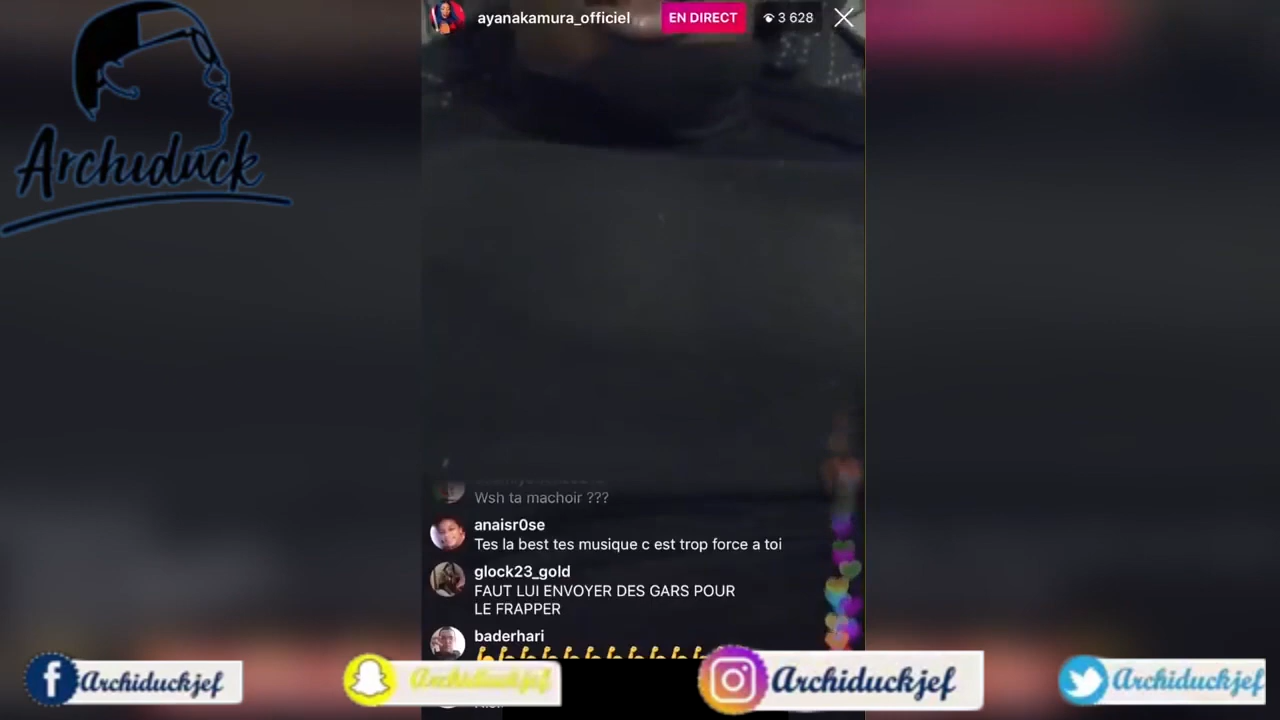 ayanakamura_officiel EN DIRECT 3 628
Archiduck
Wsh ta machoir ???
anaisr0se
Tes la best tes musique c est trop force a toi
glock23_gold
FAUT LUI ENVOYER DES GARS POUR
LE FRAPPER
baderhari
💪💪💪💪💪💪💪💪💪💪💪
Archiduckjef Archiduckjef Archiduckjef Archiduckjef